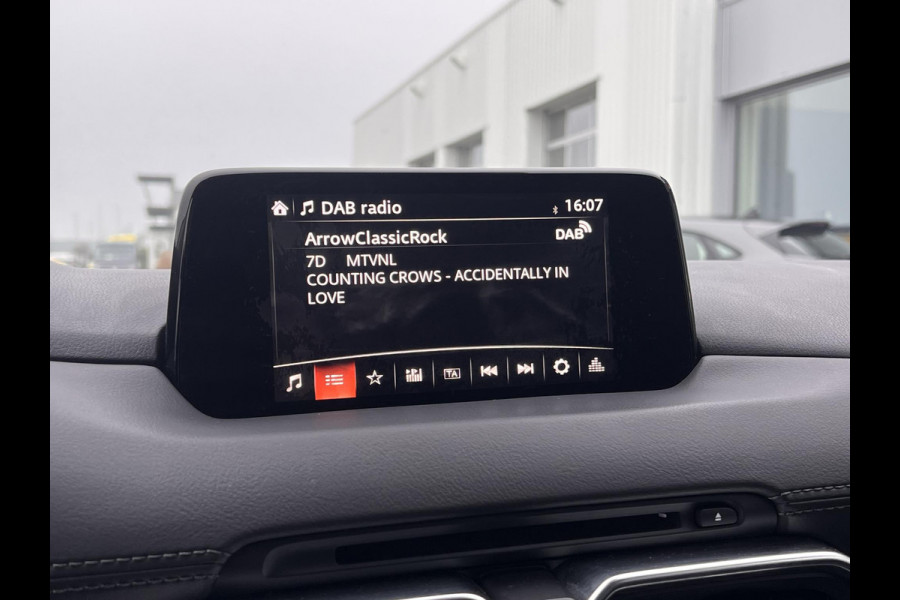 DAB radio 16:07
ArrowClassicRock DAB
7D MTVNL
COUNTING CROWS - ACCIDENTALLY IN
LOVE
TA